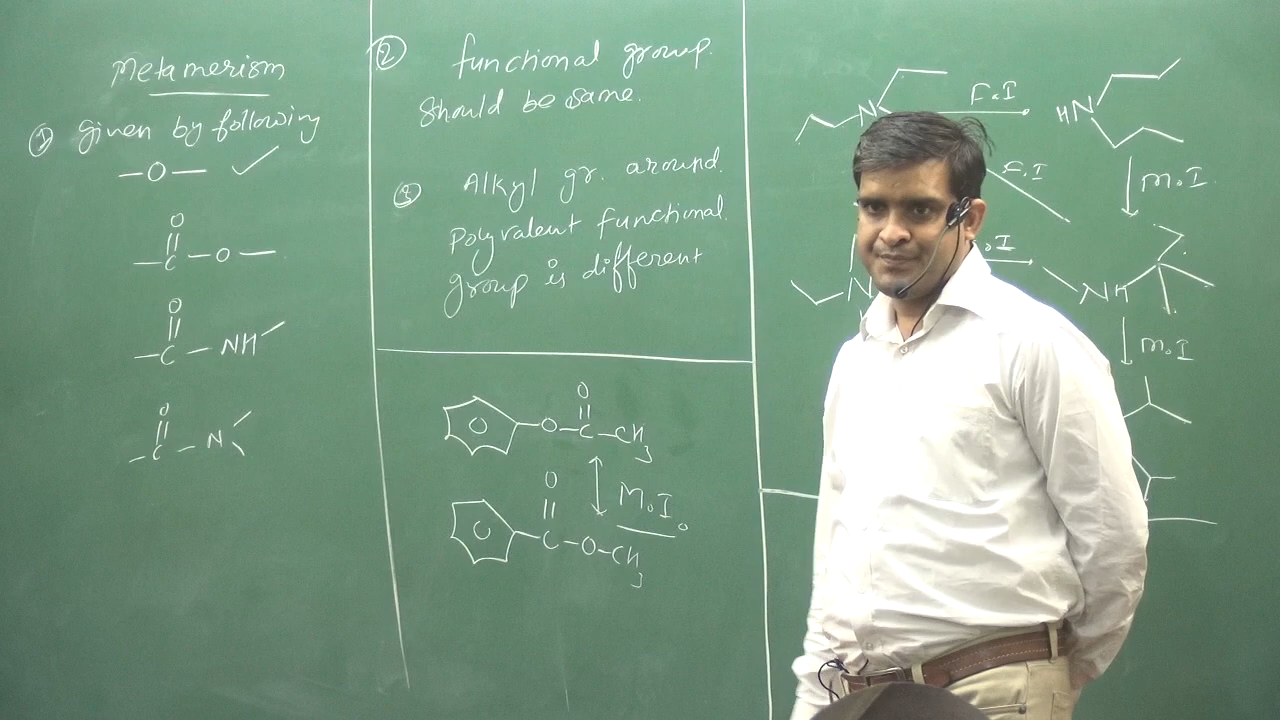 Metamerism
① Given by following
-O- ✓
O
-C-O-
O
-C-NH
O
-C-N
② functional group.
Should be same.
③ Alkyl gr. around.
Polyvalent functional.
group is different
O
O-C-CH3
M.I.
O
C-O-CH3
N
F.I
HN
F.I
M.I
.I
N
NH
M.I